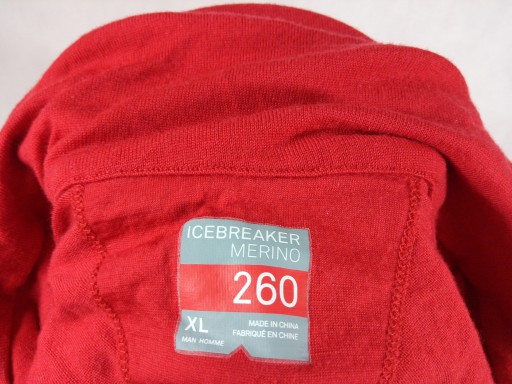 ICEBREAKER
MERINO
260
XL
MAN HOMME
MADE IN CHINA
FABRIQUÉ EN CHINE